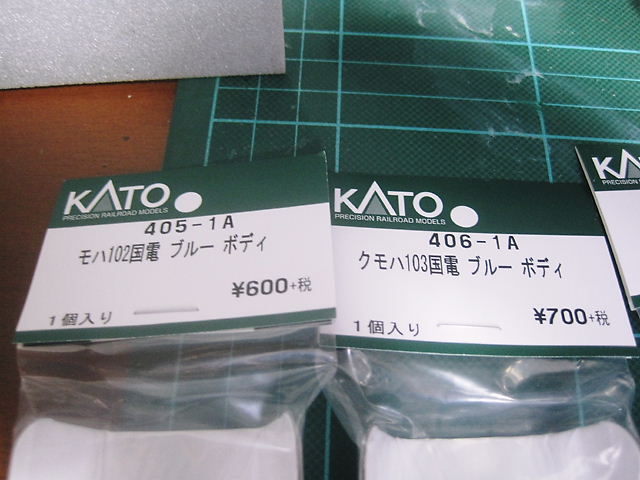 KATO
PRECISION RAILROAD MODELS
405-1A
モハ102国電 ブルー ボディ
¥600+税
1個入り
KATO
PRECISION RAILROAD MODELS
406-1A
クモハ103国電 ブルー ボディ
¥700+税
1個入り